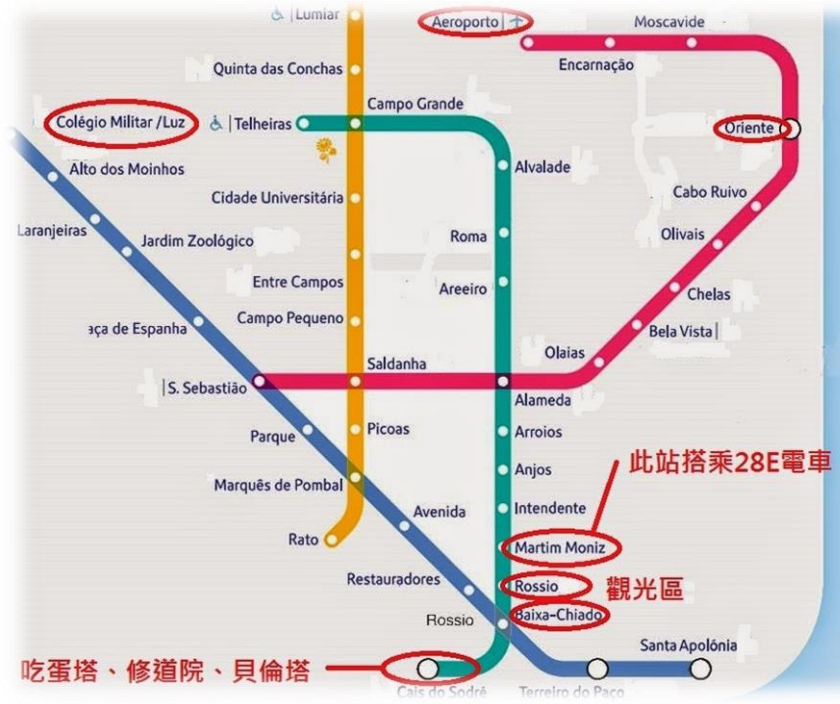 Lumiar
Aeroporto
Moscavide
Quinta das Conchas
Encarnação
Campo Grande
Colégio Militar /Luz
Telheiras
Oriente
Alto dos Moinhos
Alvalade
Cidade Universitária
Cabo Ruivo
Laranjeiras
Jardim Zoológico
Roma
Olivais
Entre Campos
Areeiro
Chelas
aça de Espanha
Campo Pequeno
Bela Vista
Olaias
Saldanha
S. Sebastião
Alameda
Parque
Picoas
Arroios
此站搭乘28E電車
Anjos
Marquês de Pombal
Avenida
Intendente
Rato
Martim Moniz
Restauradores
Rossio
觀光區
Rossio
Baixa-Chiado
Santa Apolónia
吃蛋塔、修道院、貝倫塔
Cais do Sodré
Terreiro do Paço